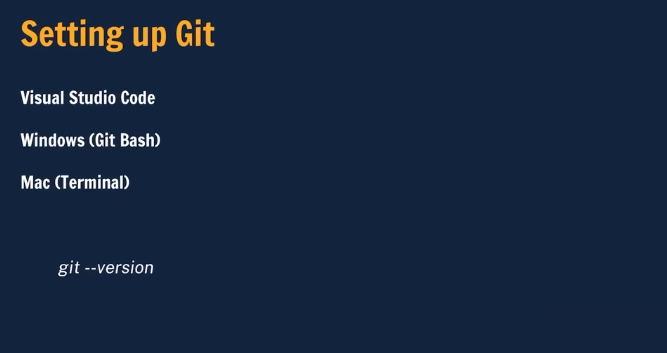 Setting up Git
Visual Studio Code
Windows (Git Bash)
Mac (Terminal)
git --version